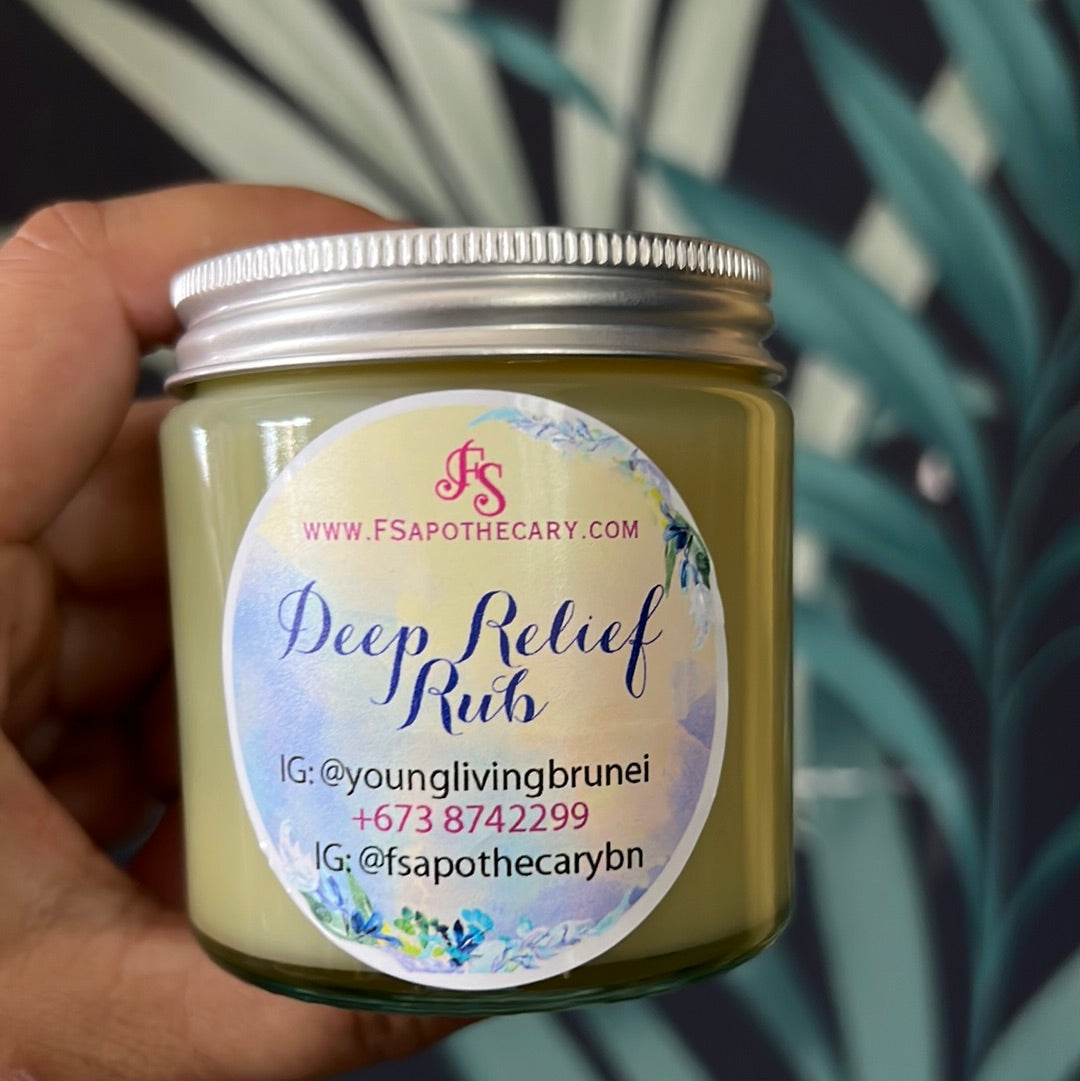 FS
www.FSapothecary.com
Deep Relief
Rub
IG: @younglivingbrunei
+673 8742299
IG: @fsapothecarybn